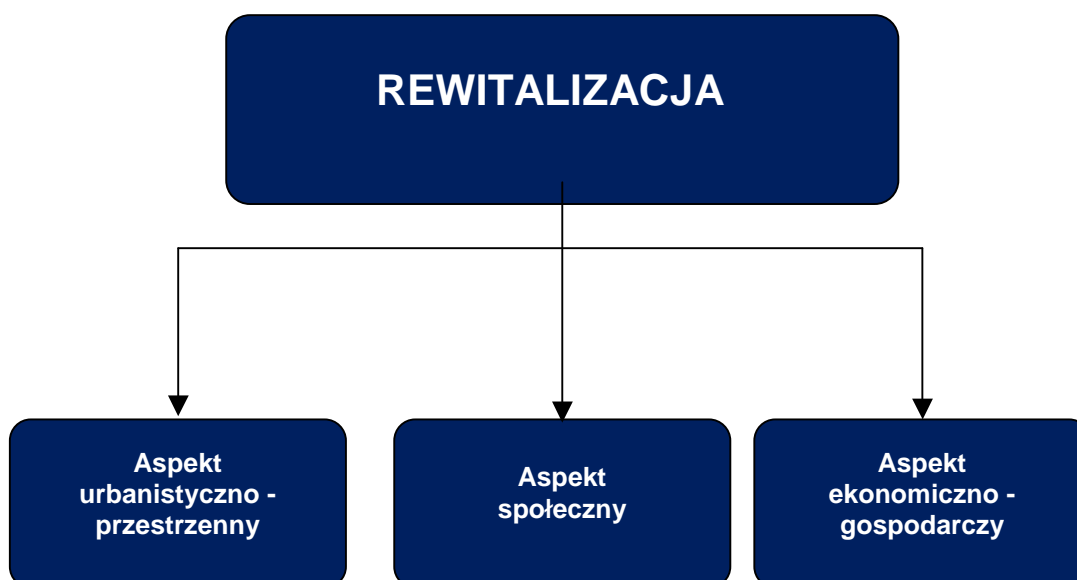 REWITALIZACJA
Aspekt
urbanistyczno -
przestrzenny
Aspekt
społeczny
Aspekt
ekonomiczno -
gospodarczy